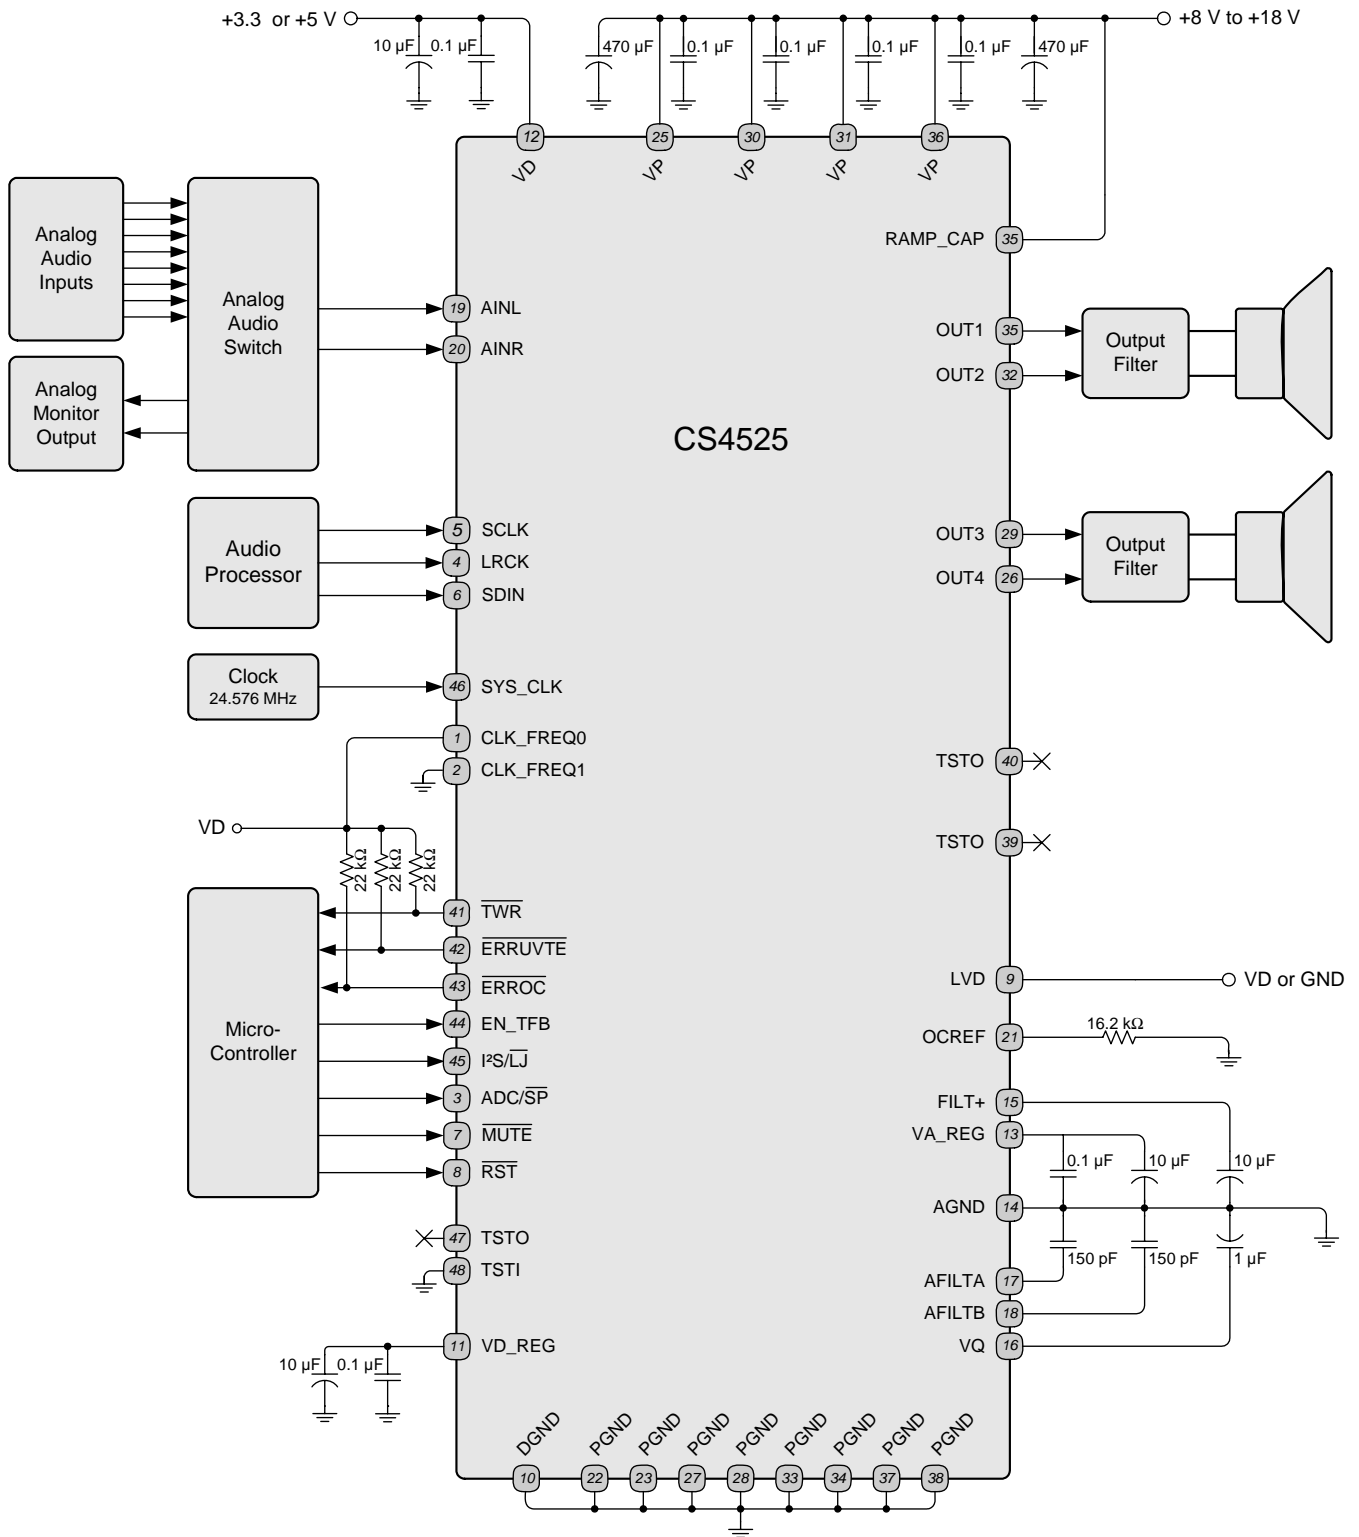 +3.3 or +5 V
+8 V to +18 V
10 µF
0.1 µF
470 µF
0.1 µF
0.1 µF
0.1 µF
0.1 µF
470 µF
12
25
30
31
36
VD
VP
VP
VP
VP
Analog
Audio
Inputs
Analog
Audio
Switch
Analog
Monitor
Output
RAMP_CAP
35
19
AINL
20
AINR
OUT1
35
OUT2
32
Output
Filter
CS4525
Audio
Processor
5
SCLK
4
LRCK
6
SDIN
OUT3
29
OUT4
26
Output
Filter
Clock
24.576 MHz
46
SYS_CLK
1
CLK_FREQ0
2
CLK_FREQ1
TSTO
40
TSTO
39
VD
22 kΩ
22 kΩ
22 kΩ
Micro-
Controller
41
TWR
42
ERRUVTE
43
ERROC
44
EN_TFB
45
I²S/LJ
3
ADC/SP
7
MUTE
8
RST
LVD
9
VD or GND
OCREF
21
16.2 kΩ
FILT+
15
VA_REG
13
0.1 µF
10 µF
10 µF
AGND
14
150 pF
150 pF
1 µF
AFILTA
17
AFILTB
18
VQ
16
47
TSTO
48
TSTI
11
VD_REG
10 µF
0.1 µF
DGND
PGND
PGND
PGND
PGND
PGND
PGND
PGND
PGND
10
22
23
27
28
33
34
37
38